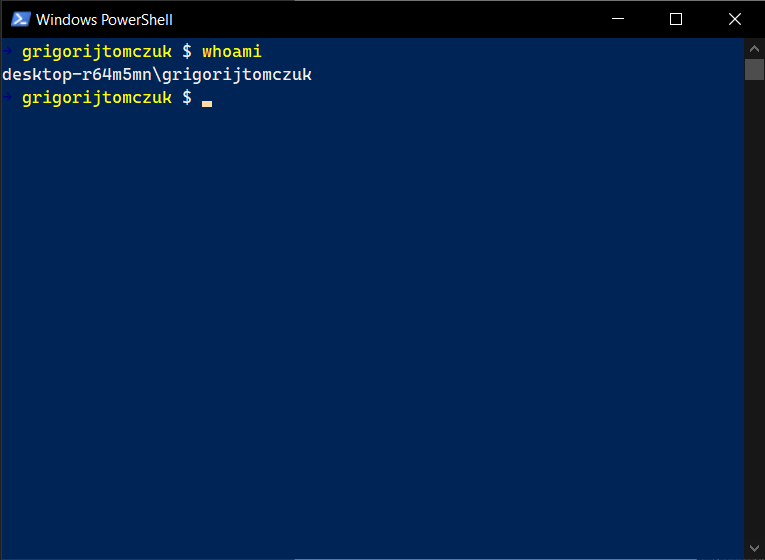 Windows PowerShell
→ grigorijtomczuk $ whoami
desktop-r64m5mn\grigorijtomczuk
→ grigorijtomczuk $